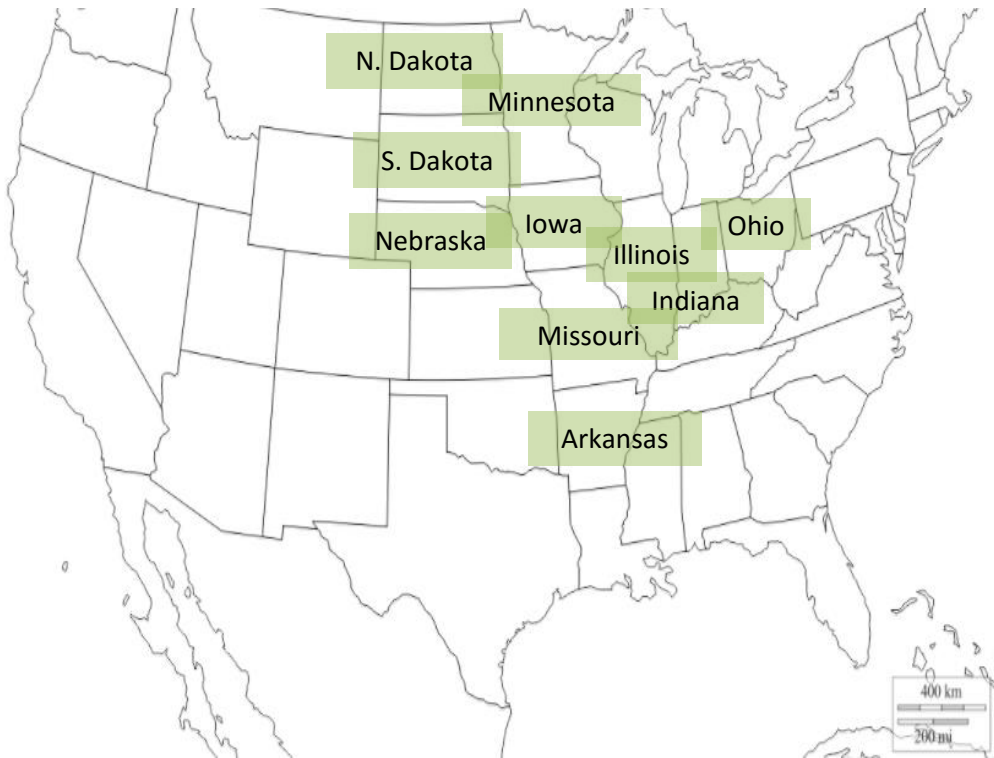 N. Dakota
Minnesota
S. Dakota
Iowa
Ohio
Nebraska
Illinois
Indiana
Missouri
Arkansas
400 km
200 mi